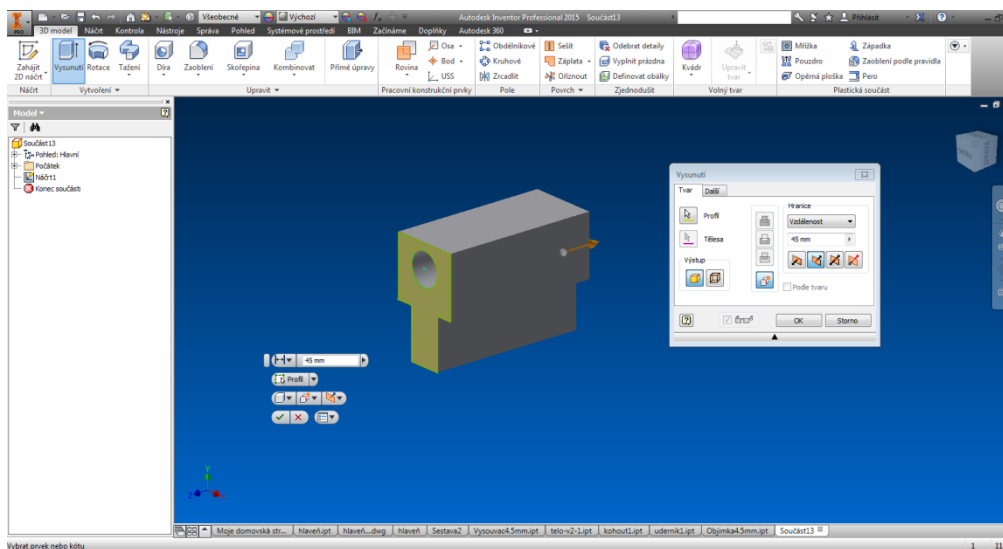 PRO
Všeobecné
Výchozí
Autodesk Inventor Professional 2015 Součást13
Přihlásit
3D model Náčrt Kontrola Nástroje Správa Pohled Systémové prostředí BIM Začínáme Doplňky Autodesk 360
Zahájit
2D náčrt
Vysunutí Rotace Tažení
Díra Zaoblení Skořepina Kombinovat Přímé úpravy
Rovina
Osa
Bod
USS
Obdélníkové
Kruhové
Zrcadlit
Sešít
Záplata
Oříznout
Odebrat detaily
Vyplnit prázdna
Definovat obálky
Kvádr
Upravit
tvar
Mřížka
Pouzdro
Opěrná ploška
Západka
Zaoblení podle pravidla
Pero
Náčrt Vytvoření Upravit Pracovní konstrukční prvky Pole Povrch Zjednodušit Volný tvar Plastická součást
Model
Součást13
Pohled: Hlavní
Počátek
Náčrt1
Konec součásti
Vysunutí
Tvar Další
Profil
Tělesa
Výstup
Hranice
Vzdálenost
45 mm
Podle tvaru
OK Storno
45 mm
Profil
Y
Z
Moje domovská str... hlaveň.ipt hlaveň...dwg hlaveň Sestava2 Vysouvac4.5mm.ipt telo-v2-1.ipt kohout1.ipt udernik1.ipt Objimka4.5mm.ipt Součást13
Vybrat prvek nebo kótu
1 11